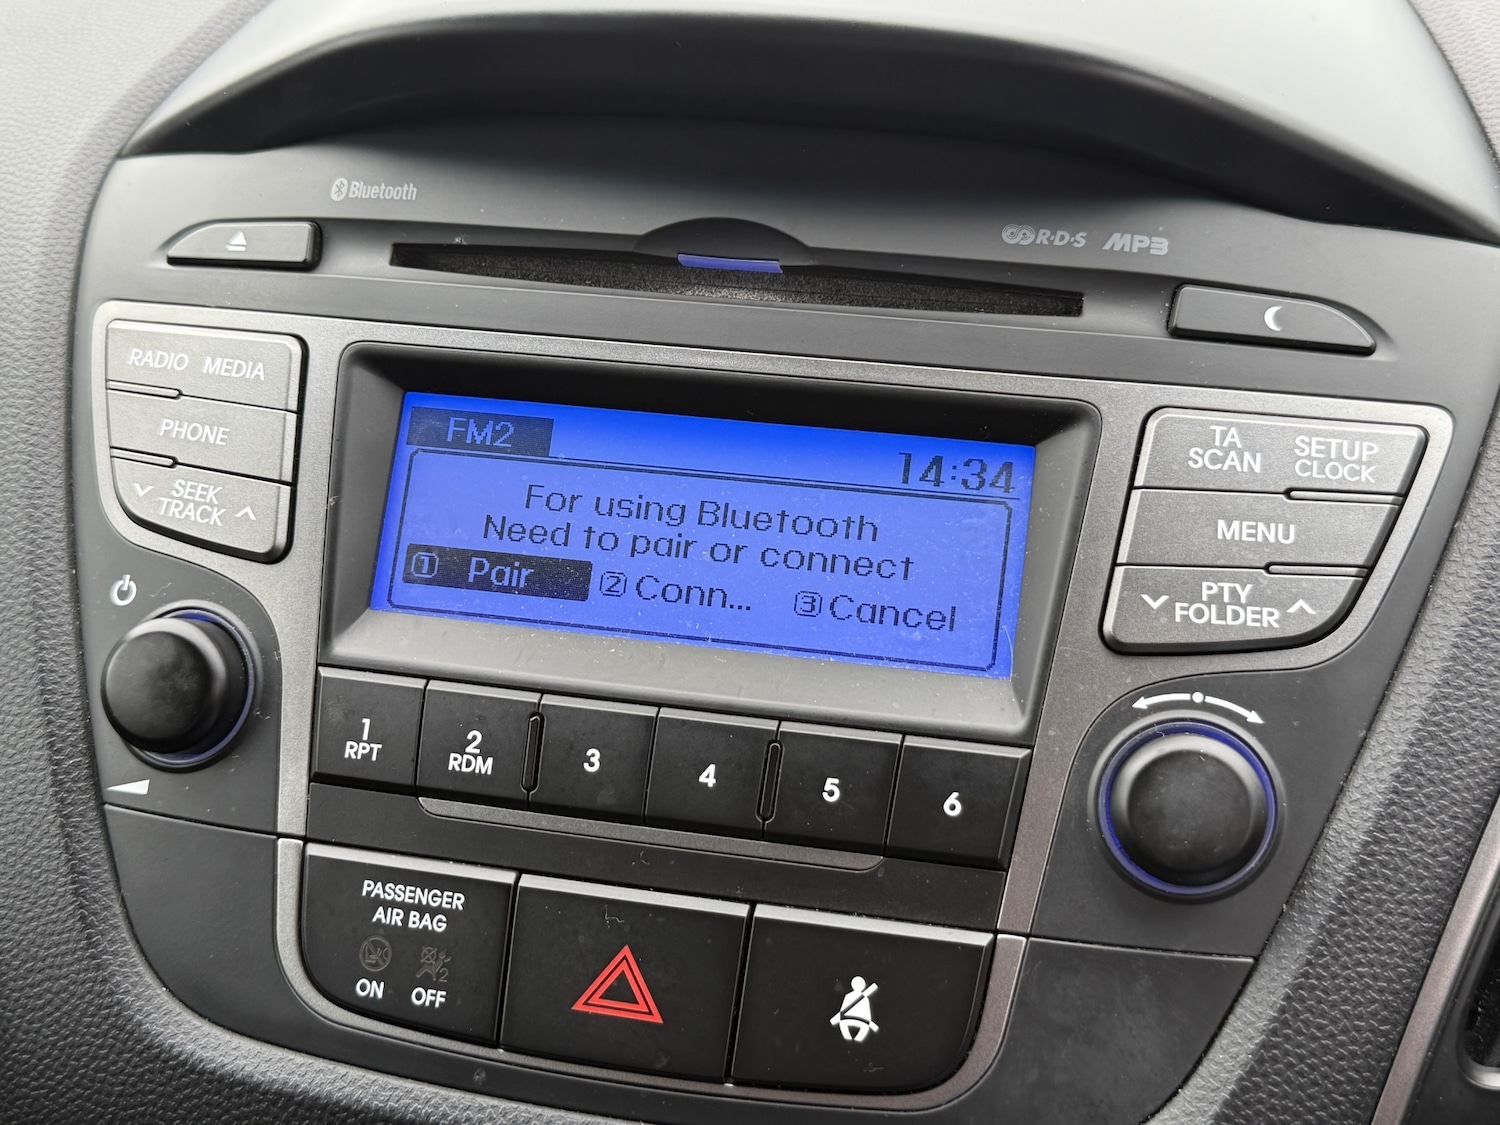 Bluetooth
R·D·S MP3
RADIO MEDIA
PHONE
SEEK
TRACK
FM2
14:34
For using Bluetooth
Need to pair or connect
1 Pair
2 Conn...
3 Cancel
TA
SCAN
SETUP
CLOCK
MENU
PTY
FOLDER
1
RPT
2
RDM
3
4
5
6
PASSENGER
AIR BAG
2
ON
OFF